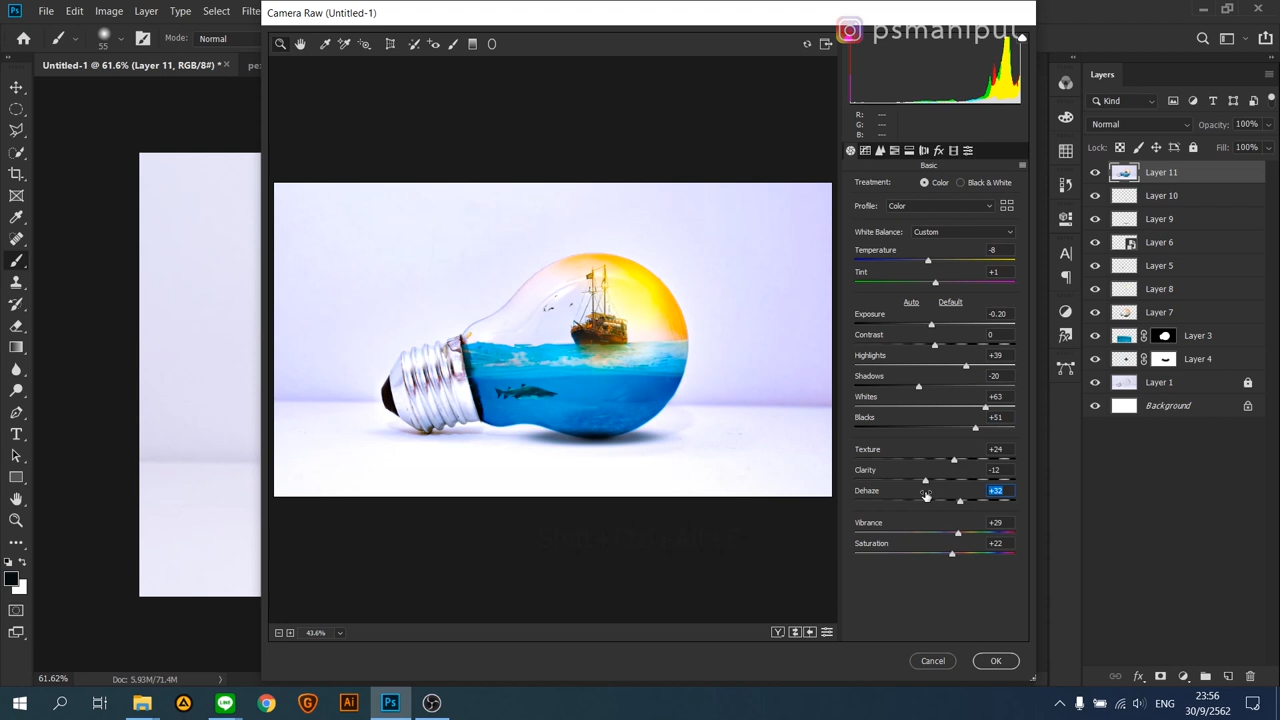 Camera Raw (Untitled-1)
Ps File Edit Image Layer Type Select
psmaniput
55 Mode: Normal
Untitled-1 @ 61.6% (Layer 11, RGB/8#) * ×
R: ---
G: ---
B: ---
Basic
Treatment: Color Black & White
Profile: Color
White Balance: Custom
Temperature -8
Tint +1
Auto Default
Exposure -0.20
Contrast 0
Highlights +39
Shadows -20
Whites +63
Blacks +51
Texture +24
Clarity -12
Dehaze +32
Vibrance +29
Saturation +22
43.6%
Cancel OK
Layers
Kind
Normal Opacity: 100%
Lock: Fill: 100%
Layer 11
Layer 10
Layer 9
Layer 6
Layer 5
Layer 8
Layer 7
Layer 3
Layer 4
Layer 1
Background
61.62% Doc: 5.93M/71.4M
LINE Ai Ps
ENG
23:56
30/9/2562